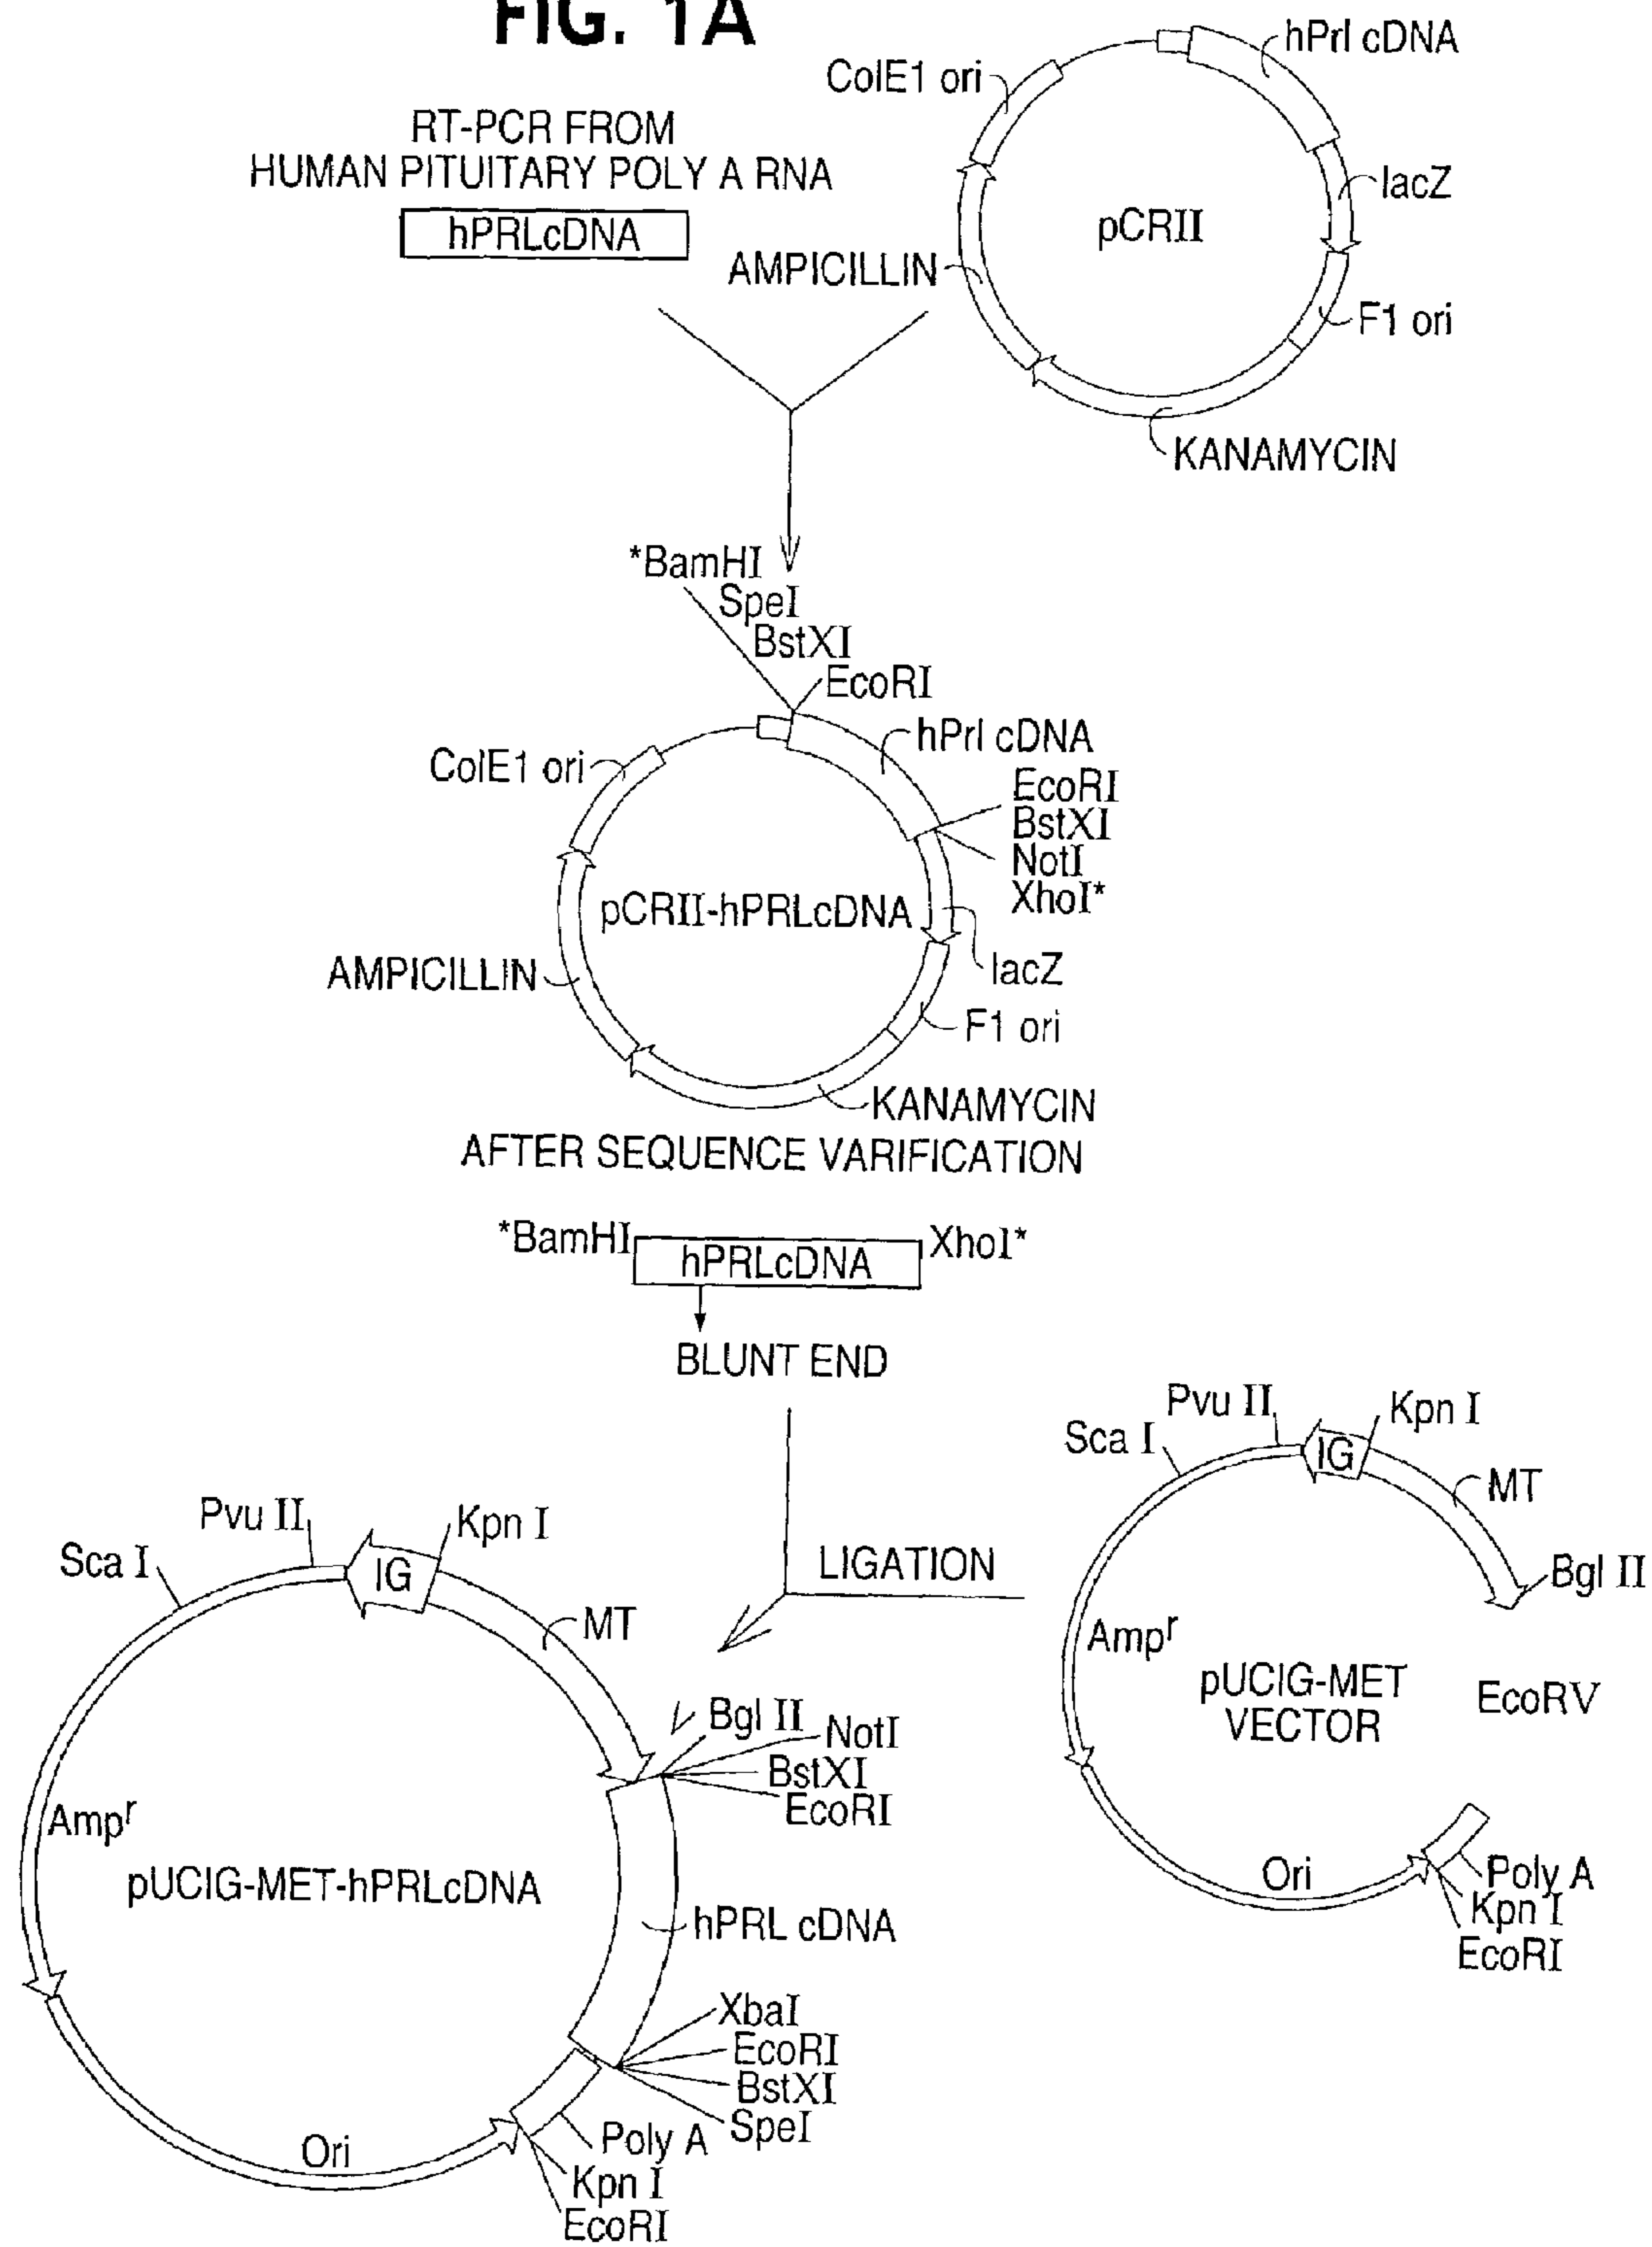 FIG. 1A
hPrl cDNA
ColE1 ori
RT-PCR FROM
HUMAN PITUITARY POLY A RNA
hPRLcDNA
lacZ
pCRII
AMPICILLIN
F1 ori
KANAMYCIN
*BamHI
SpeI
BstXI
EcoRI
hPrl cDNA
ColE1 ori
EcoRI
BstXI
NotI
XhoI*
pCRII-hPRLcDNA
AMPICILLIN
lacZ
F1 ori
KANAMYCIN
AFTER SEQUENCE VARIFICATION
*BamHI
hPRLcDNA
XhoI*
BLUNT END
LIGATION
Pvu II
Kpn I
Sca I
IG
MT
Bgl II
Ampr
pUCIG-MET
VECTOR
EcoRV
Ori
Poly A
Kpn I
EcoRI
Pvu II
Kpn I
Sca I
IG
MT
Bgl II
NotI
BstXI
EcoRI
Ampr
pUCIG-MET-hPRLcDNA
hPRL cDNA
XbaI
EcoRI
BstXI
SpeI
Ori
Poly A
Kpn I
EcoRI